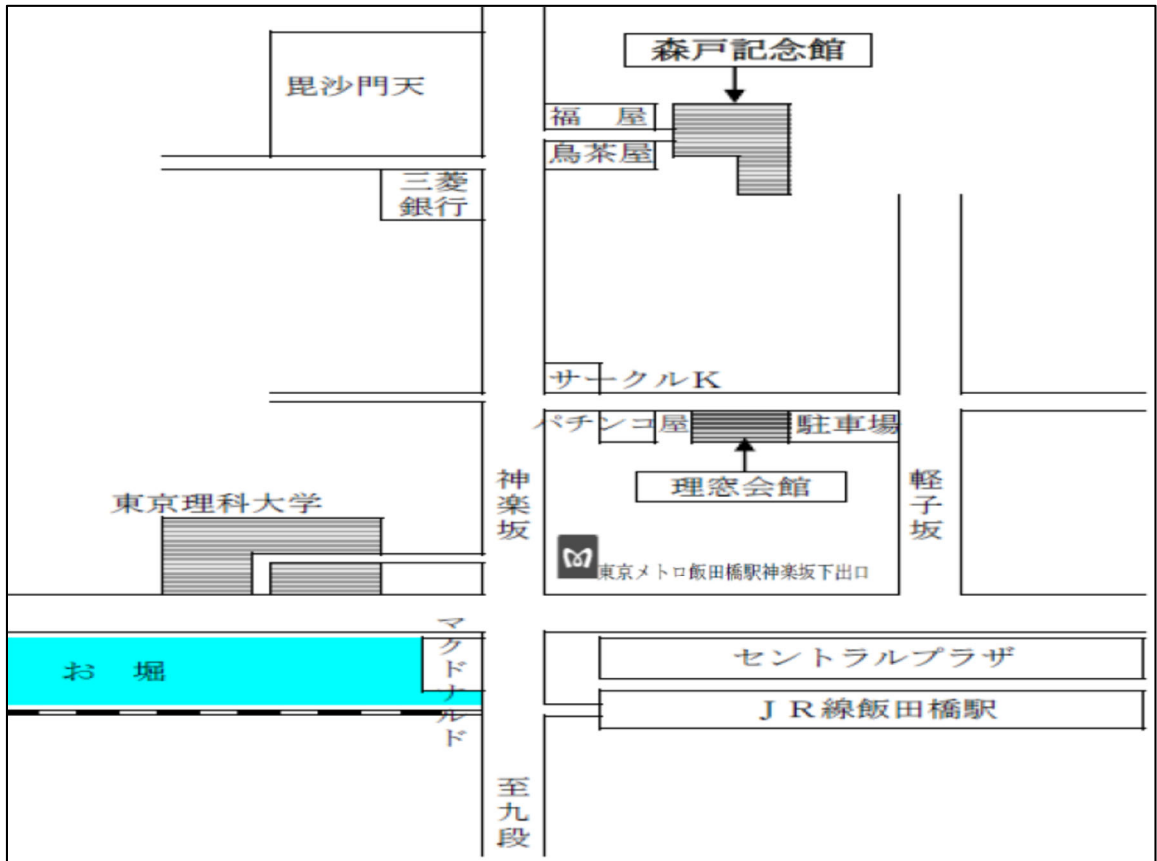 森戸記念館
毘沙門天
福　屋
鳥茶屋
三菱
銀行
サークルK
パチンコ屋
駐車場
理窓会館
神楽坂
軽子坂
東京理科大学
東京メトロ飯田橋駅神楽坂下出口
マクドナルド
お　堀
セントラルプラザ
ＪＲ線飯田橋駅
至九段